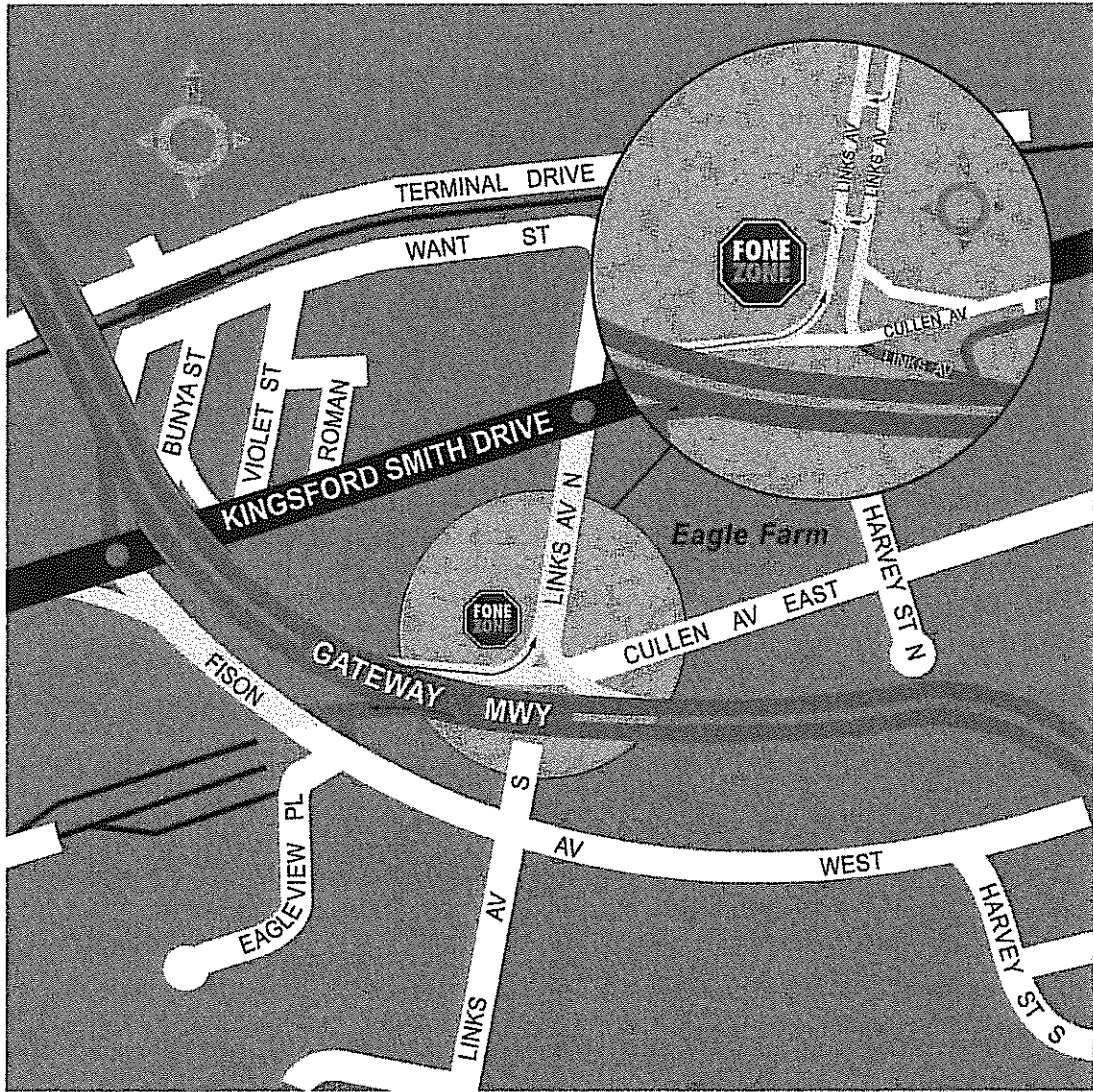 TERMINAL DRIVE
WANT ST
BUNYA ST
VIOLET ST
ROMAN
KINGSFORD SMITH DRIVE
LINKS AV N
LINKS AV
LINKS AV
FONE
ZONE
CULLEN AV
LINKS AV
Eagle Farm
HARVEY ST N
CULLEN AV EAST
FONE
ZONE
GATEWAY MWY
FISON AV WEST
EAGLEVIEW PL
LINKS AV S
HARVEY ST S